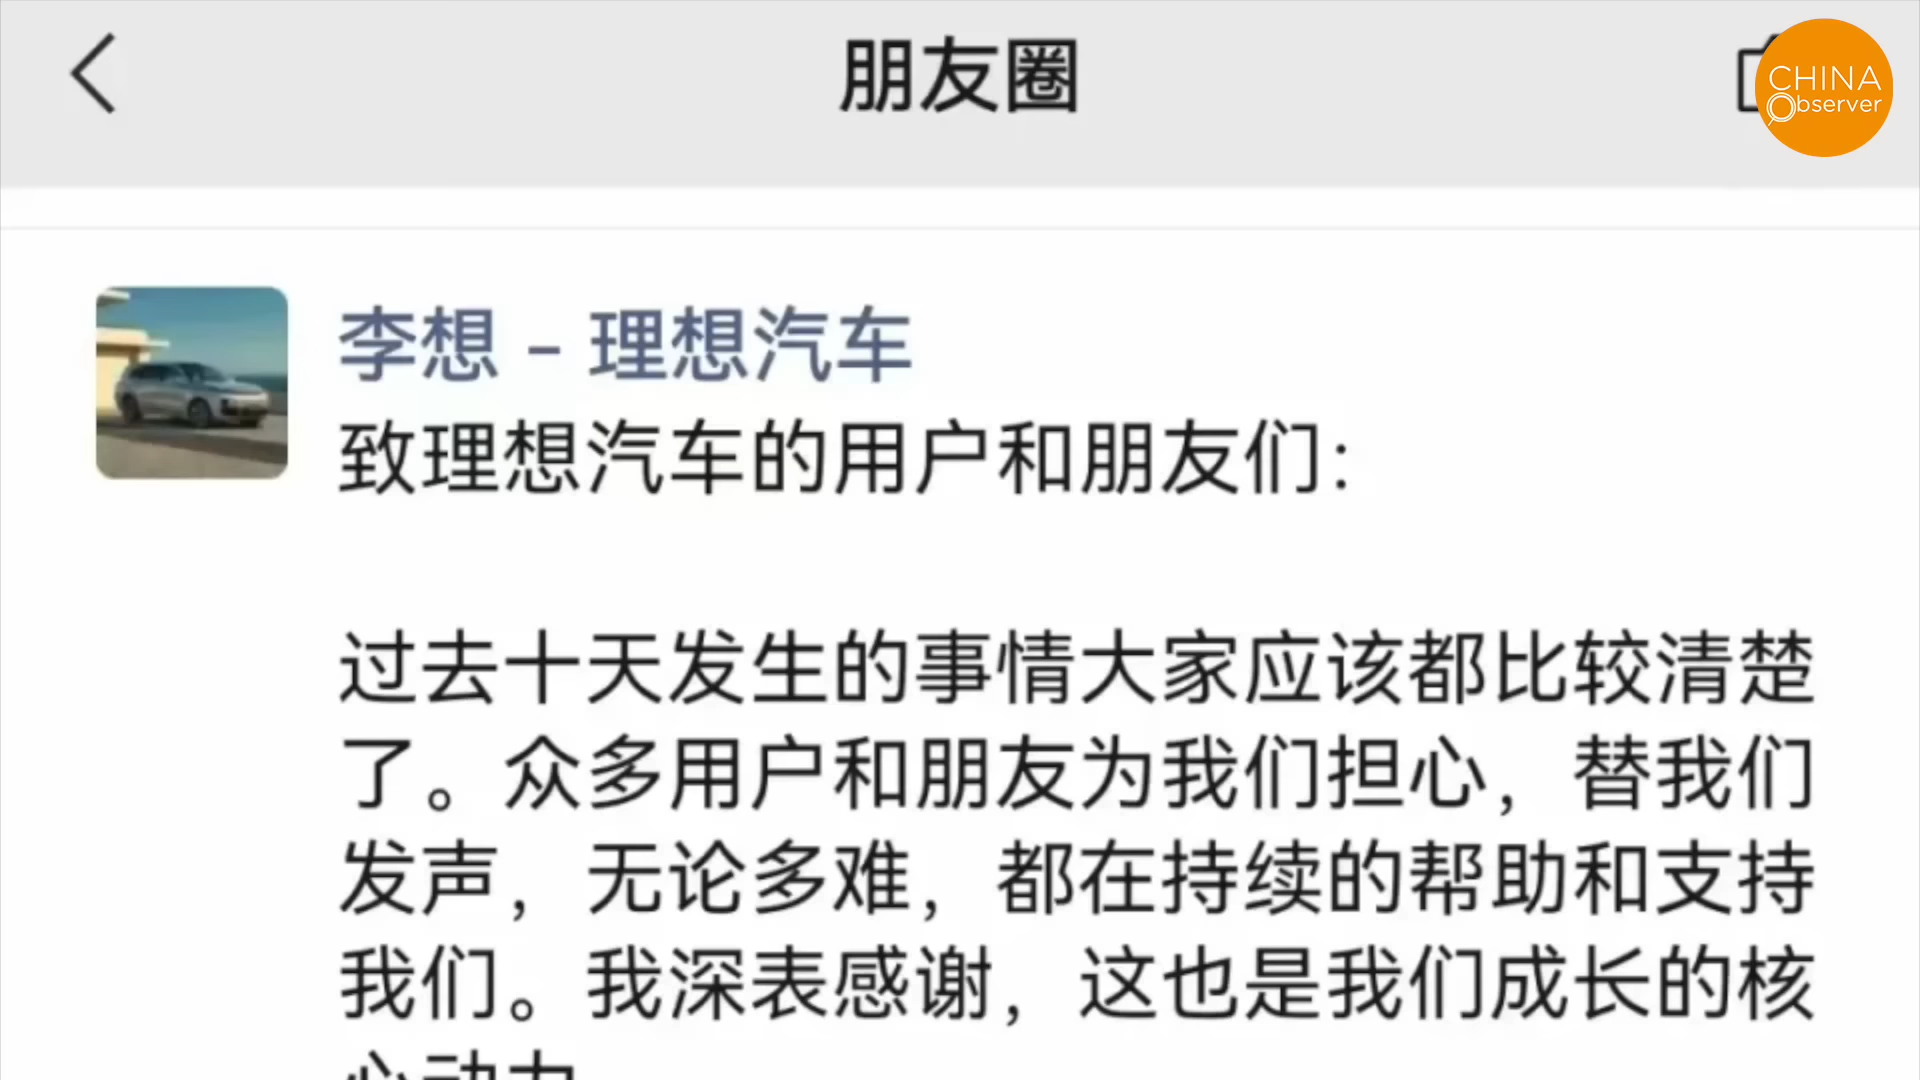 朋友圈
CHINA
Observer
李想 – 理想汽车
致理想汽车的用户和朋友们：
过去十天发生的事情大家应该都比较清楚
了。众多用户和朋友为我们担心，替我们
发声，无论多难，都在持续的帮助和支持
我们。我深表感谢，这也是我们成长的核
心动力